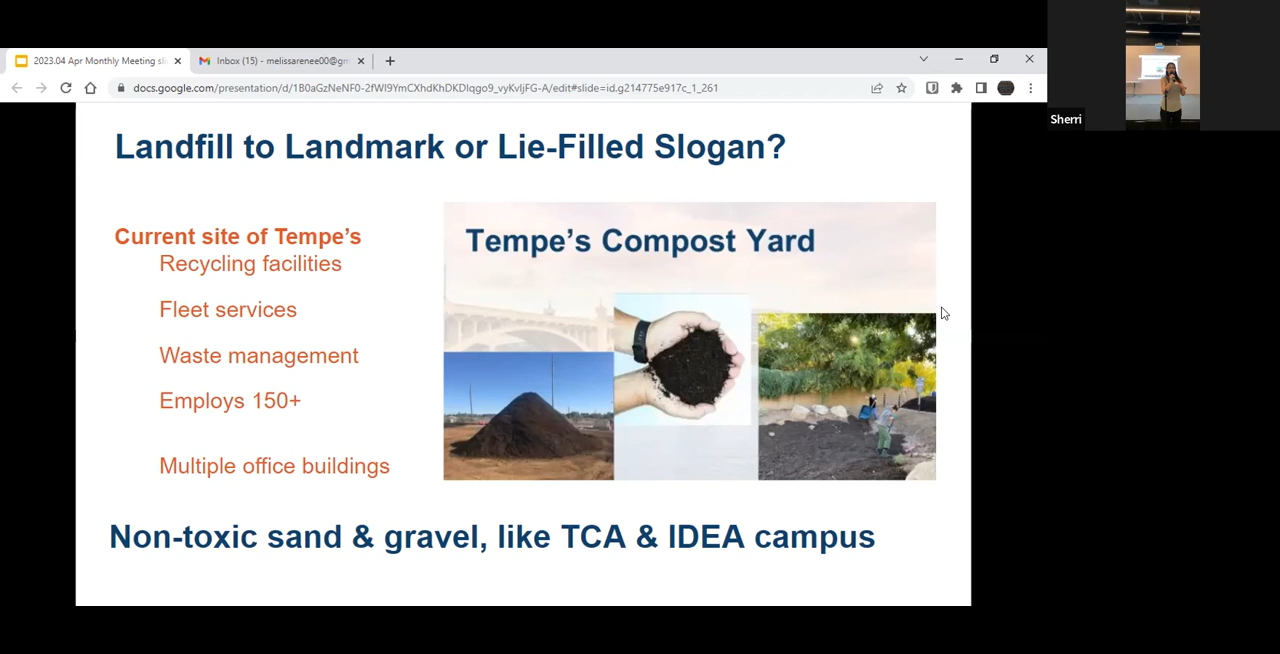 2023.04 Apr Monthly Meeting sl
Inbox (15) - melissarenee00@gm
docs.google.com/presentation/d/1B0aGzNeNF0-2fWI9YmCXhdKhDKDIqgo9_vyKvIjFG-A/edit#slide=id.g214775e917c_1_261
Sherri
Landfill to Landmark or Lie-Filled Slogan?
Current site of Tempe's
Recycling facilities
Fleet services
Waste management
Employs 150+
Multiple office buildings
Tempe's Compost Yard
Non-toxic sand & gravel, like TCA & IDEA campus